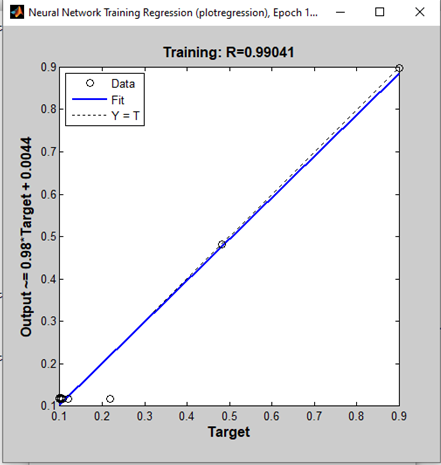 Neural Network Training Regression (plotregression), Epoch 1...
Training: R=0.99041
Data
Fit
Y = T
Output ~= 0.98*Target + 0.0044
0.9
0.8
0.7
0.6
0.5
0.4
0.3
0.2
0.1
0.1 0.2 0.3 0.4 0.5 0.6 0.7 0.8 0.9
Target